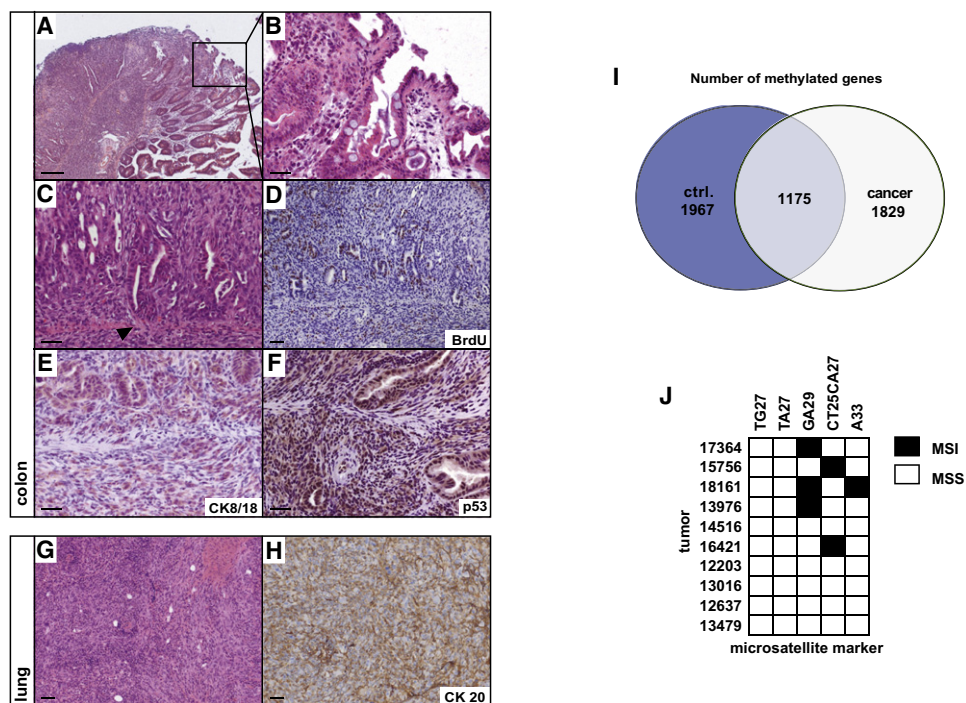 A
B
C
D
BrdU
E
CK8/18
F
p53
colon
G
H
CK 20
lung
I
Number of methylated genes
ctrl.
1967
1175
cancer
1829
J
TG27
TA27
GA29
CT25CA27
A33
17364
15756
18161
13976
14516
16421
12203
13016
12637
13479
tumor
microsatellite marker
MSI
MSS